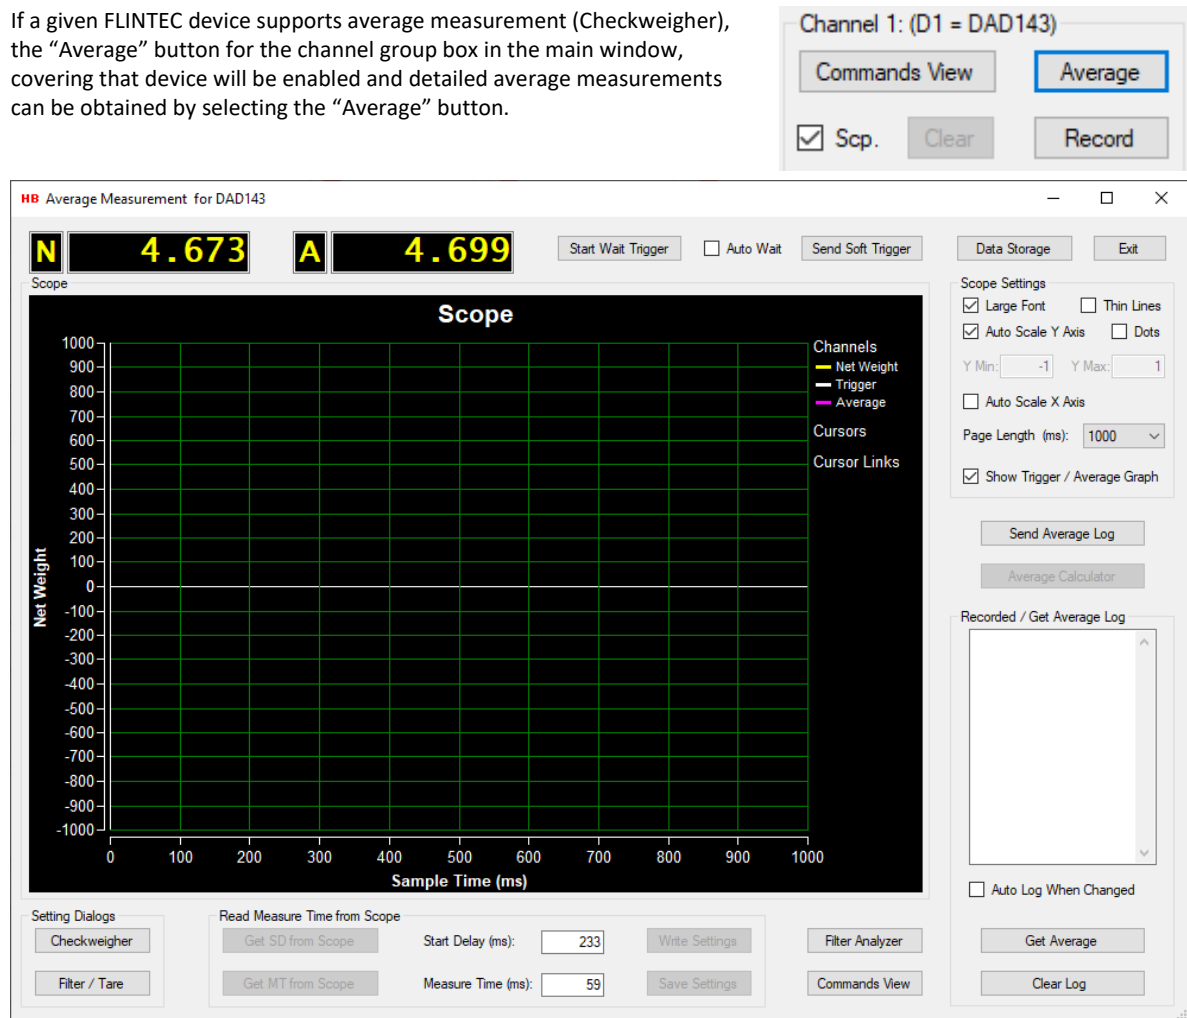 If a given FLINTEC device supports average measurement (Checkweigher),
the “Average” button for the channel group box in the main window,
covering that device will be enabled and detailed average measurements
can be obtained by selecting the “Average” button.
Channel 1: (D1 = DAD143)
Commands View
Average
Scp.
Clear
Record
HB Average Measurement for DAD143
N 4.673
A 4.699
Start Wait Trigger
Auto Wait
Send Soft Trigger
Data Storage
Exit
Scope
Scope
1000
900
800
700
600
500
400
300
200
100
0
-100
-200
-300
-400
-500
-600
-700
-800
-900
-1000
Net Weight
0 100 200 300 400 500 600 700 800 900 1000
Sample Time (ms)
Channels
Net Weight
Trigger
Average
Cursors
Cursor Links
Scope Settings
Large Font
Thin Lines
Auto Scale Y Axis
Dots
Y Min: -1 Y Max: 1
Auto Scale X Axis
Page Length (ms): 1000
Show Trigger / Average Graph
Send Average Log
Average Calculator
Recorded / Get Average Log
Auto Log When Changed
Get Average
Clear Log
Setting Dialogs
Checkweigher
Filter / Tare
Read Measure Time from Scope
Get SD from Scope
Start Delay (ms): 233
Write Settings
Get MT from Scope
Measure Time (ms): 59
Save Settings
Filter Analyzer
Commands View